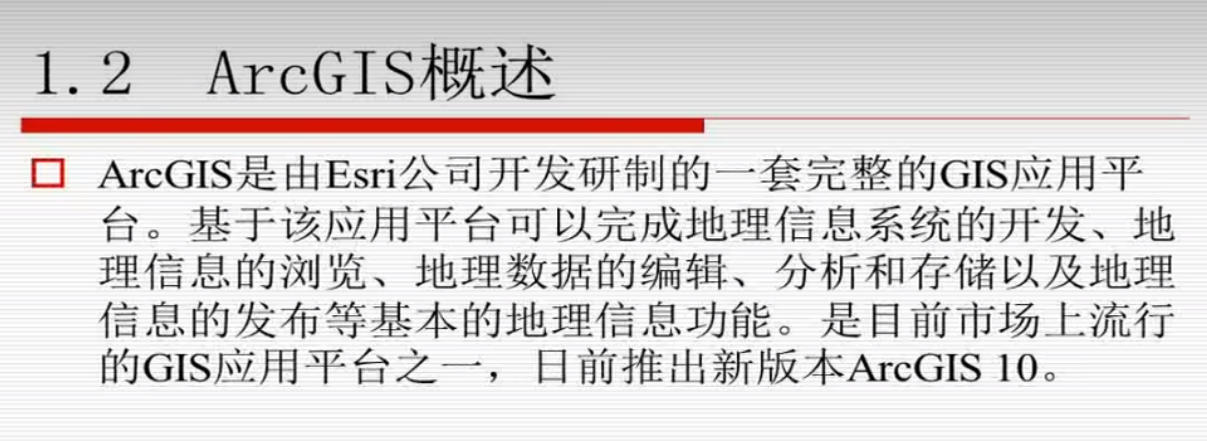 1.2 ArcGIS概述
ArcGIS是由Esri公司开发研制的一套完整的GIS应用平
台。基于该应用平台可以完成地理信息系统的开发、地
理信息的浏览、地理数据的编辑、分析和存储以及地理
信息的发布等基本的地理信息功能。是目前市场上流行
的GIS应用平台之一，日前推出新版本ArcGIS 10。